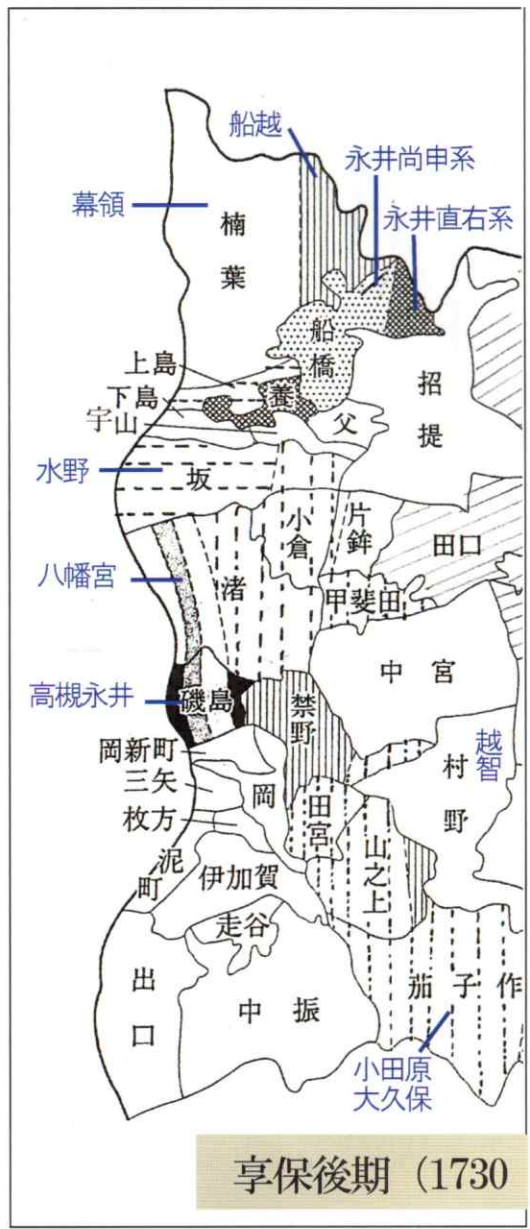 船越
永井尚申系
幕領
永井直右系
楠葉
船橋
上島
養父
招提
下島
宇山
水野
坂
小倉
片鉾
田口
八幡宮
渚
甲斐田
中宮
高槻永井
磯島
禁野
越智
岡新町
三矢
岡
村野
枚方
田宮
山之上
泥町
伊加賀
走谷
出口
中振
茄子作
小田原
大久保
享保後期（1730